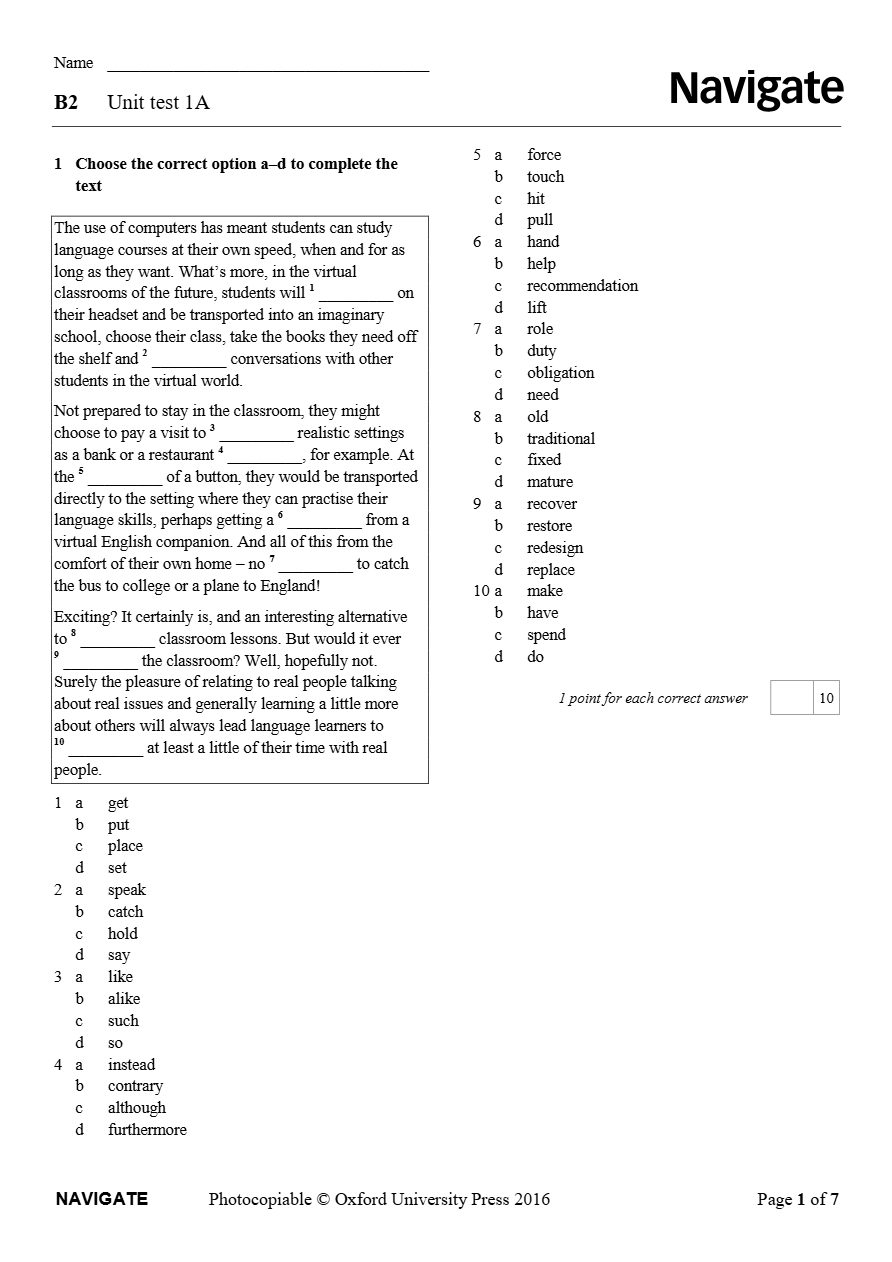 Name ____________________________________
B2 Unit test 1A
Navigate
1 Choose the correct option a–d to complete the
text
The use of computers has meant students can study
language courses at their own speed, when and for as
long as they want. What's more, in the virtual
classrooms of the future, students will 1 _________ on
their headset and be transported into an imaginary
school, choose their class, take the books they need off
the shelf and 2 _________ conversations with other
students in the virtual world.
Not prepared to stay in the classroom, they might
choose to pay a visit to 3 _________ realistic settings
as a bank or a restaurant 4 _________, for example. At
the 5 _________ of a button, they would be transported
directly to the setting where they can practise their
language skills, perhaps getting a 6 _________ from a
virtual English companion. And all of this from the
comfort of their own home – no 7 _________ to catch
the bus to college or a plane to England!
Exciting? It certainly is, and an interesting alternative
to 8 _________ classroom lessons. But would it ever
9 _________ the classroom? Well, hopefully not.
Surely the pleasure of relating to real people talking
about real issues and generally learning a little more
about others will always lead language learners to
10 _________ at least a little of their time with real
people.
1 a get
b put
c place
d set
2 a speak
b catch
c hold
d say
3 a like
b alike
c such
d so
4 a instead
b contrary
c although
d furthermore
5 a force
b touch
c hit
d pull
6 a hand
b help
c recommendation
d lift
7 a role
b duty
c obligation
d need
8 a old
b traditional
c fixed
d mature
9 a recover
b restore
c redesign
d replace
10 a make
b have
c spend
d do
1 point for each correct answer 10
NAVIGATE Photocopiable © Oxford University Press 2016 Page 1 of 7